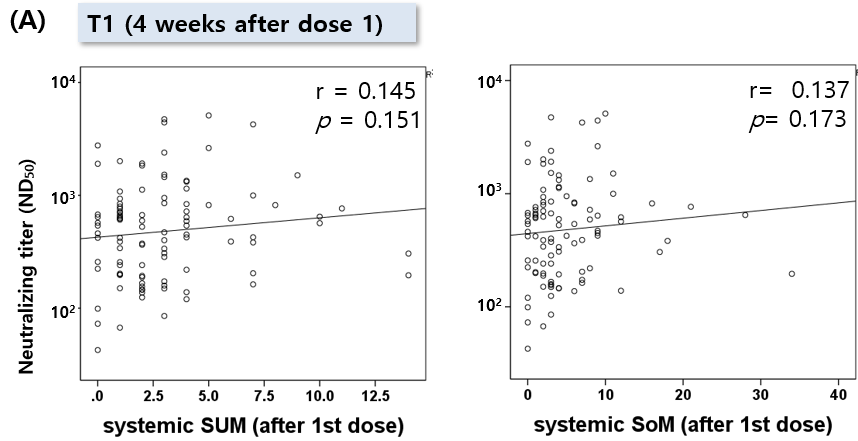 (A) T1 (4 weeks after dose 1)
r = 0.145
p = 0.151
10⁴
10³
10²
Neutralizing titer (ND₅₀)
.0 2.5 5.0 7.5 10.0 12.5
systemic SUM (after 1st dose)
r= 0.137
p= 0.173
10⁴
10³
10²
0 10 20 30 40
systemic SoM (after 1st dose)